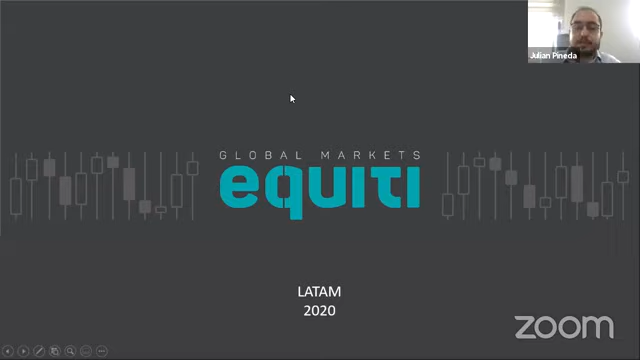 Julian Pineda
GLOBAL MARKETS
equiti
LATAM
2020
zoom